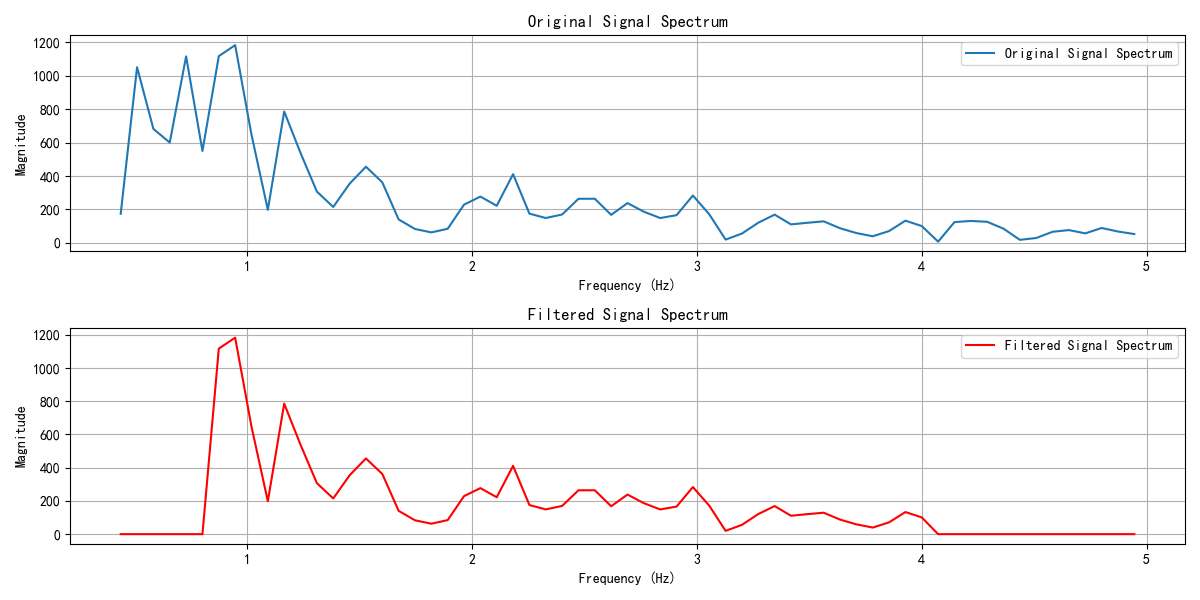 Original Signal Spectrum
1200
1000
800
600
400
200
0
Magnitude
Original Signal Spectrum
1 2 3 4 5
Frequency (Hz)
Filtered Signal Spectrum
1200
1000
800
600
400
200
0
Magnitude
Filtered Signal Spectrum
1 2 3 4 5
Frequency (Hz)